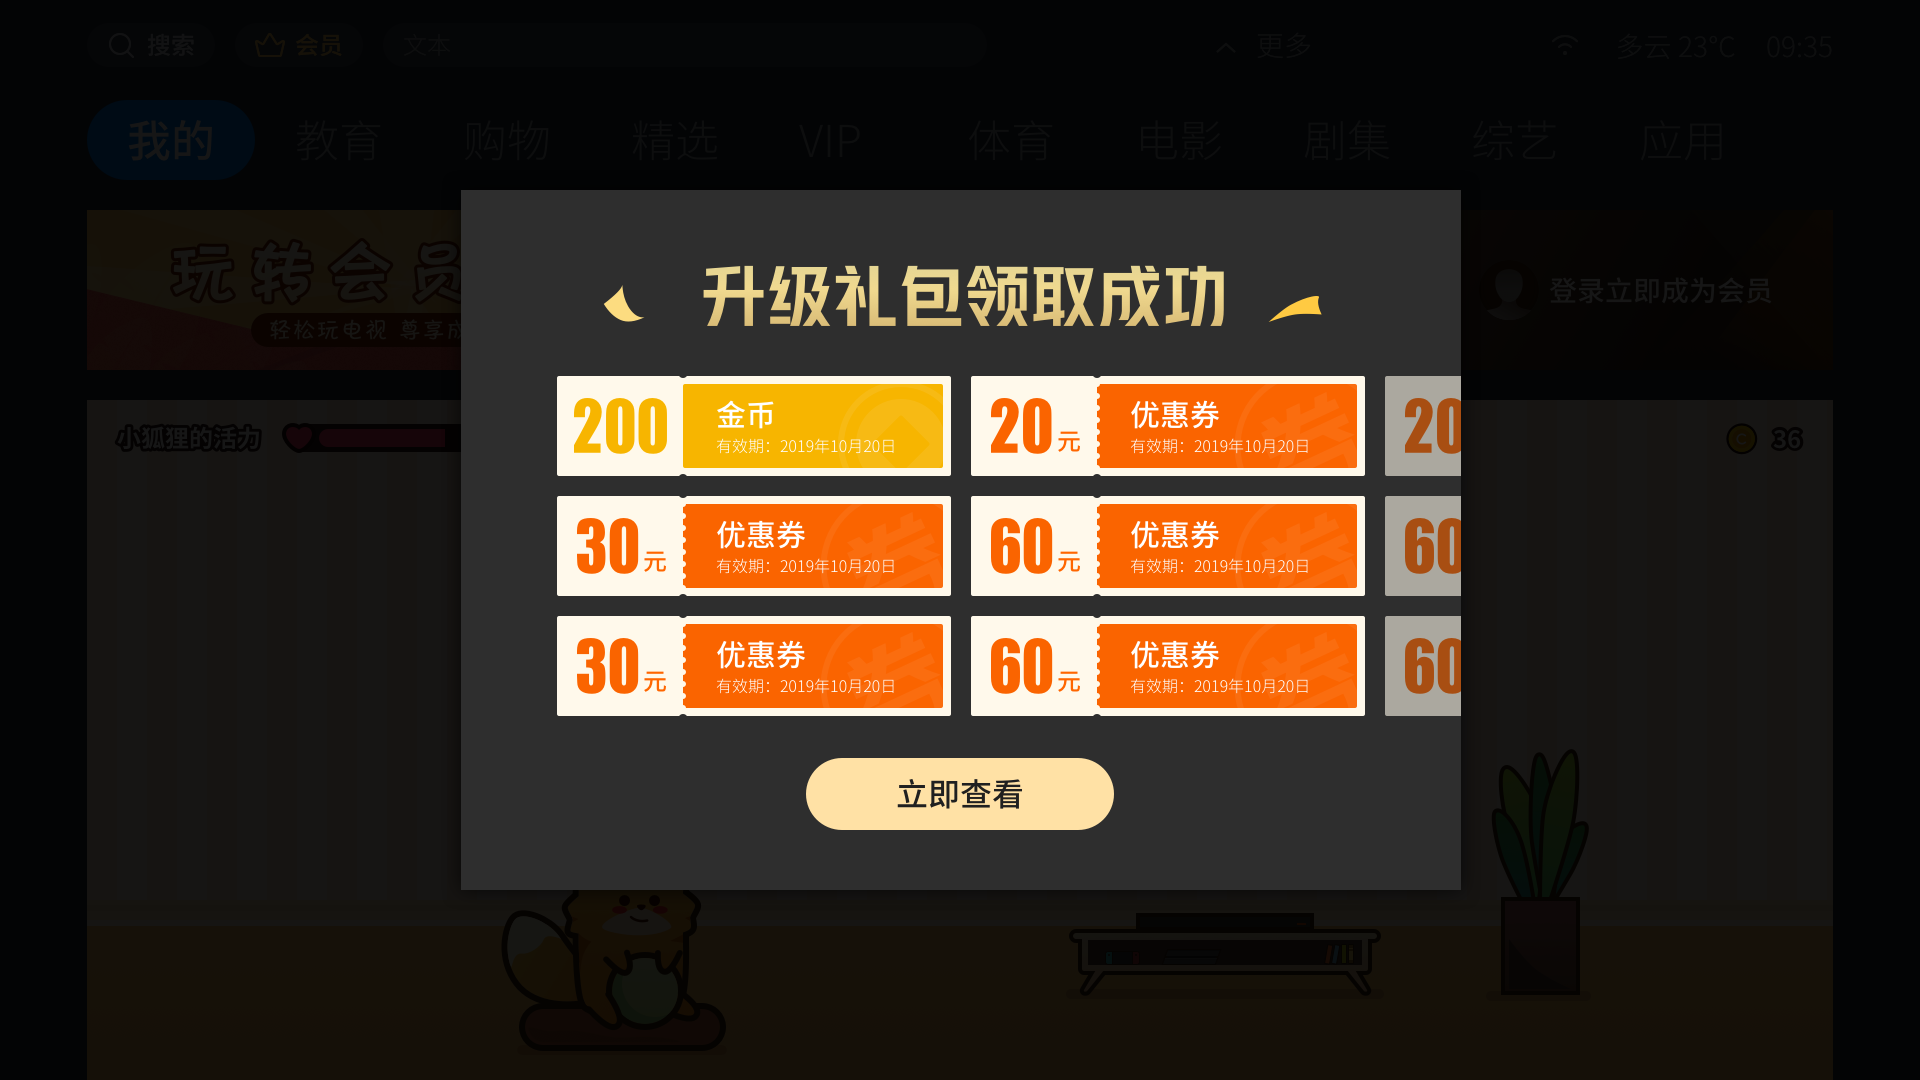 搜索
会员
文本
更多
多云 23°C
09:35
我的
教育
购物
精选
VIP
体育
电影
剧集
综艺
应用
玩转会员
轻松玩电视 尊享
登录立即成为会员
小狐狸的活力
36
升级礼包领取成功
200
金币
有效期：2019年10月20日
20元
优惠券
有效期：2019年10月20日
20
30元
优惠券
有效期：2019年10月20日
60元
优惠券
有效期：2019年10月20日
60
30元
优惠券
有效期：2019年10月20日
60元
优惠券
有效期：2019年10月20日
60
立即查看